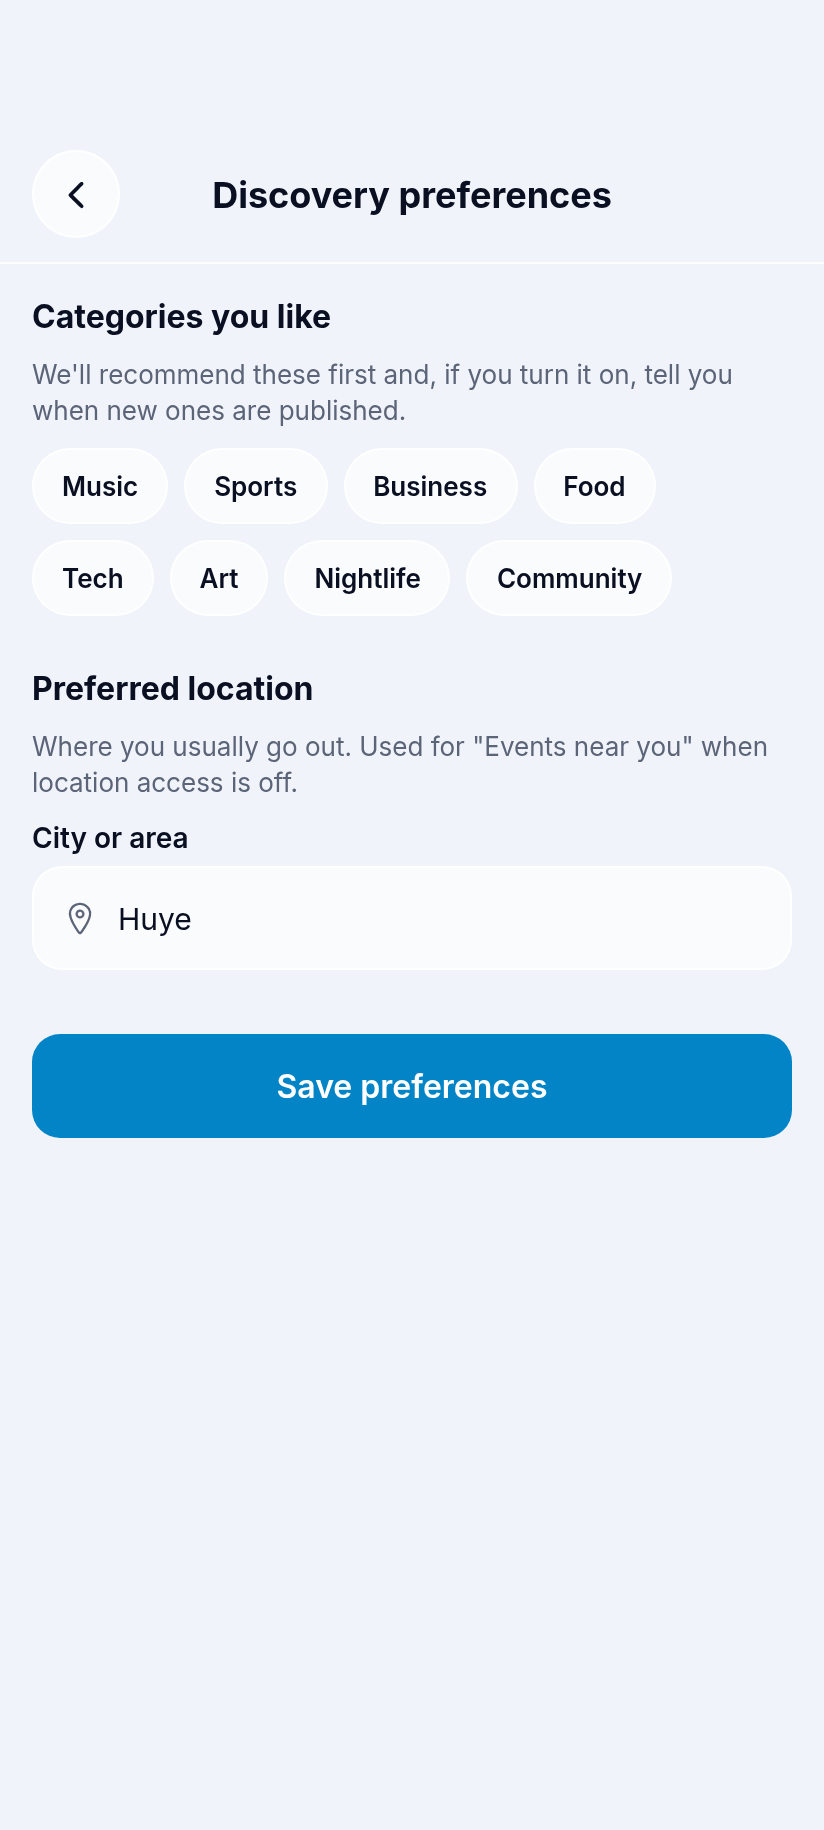 Discovery preferences
Categories you like
We'll recommend these first and, if you turn it on, tell you
when new ones are published.
Music Sports Business Food
Tech Art Nightlife Community
Preferred location
Where you usually go out. Used for "Events near you" when
location access is off.
City or area
Huye
Save preferences